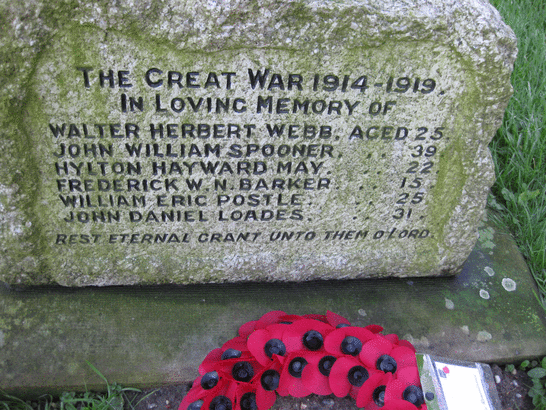 THE GREAT WAR 1914-1919.
IN LOVING MEMORY OF
WALTER HERBERT WEBB. AGED 25.
JOHN WILLIAM SPOONER. .. .. 39
HYLTON HAYWARD MAY. .. .. 22
FREDERICK W. N. BARKER. .. .. 15
WILLIAM ERIC POSTLE. .. .. 25
JOHN DANIEL LOADES. .. .. 31.
REST ETERNAL GRANT UNTO THEM O LORD.